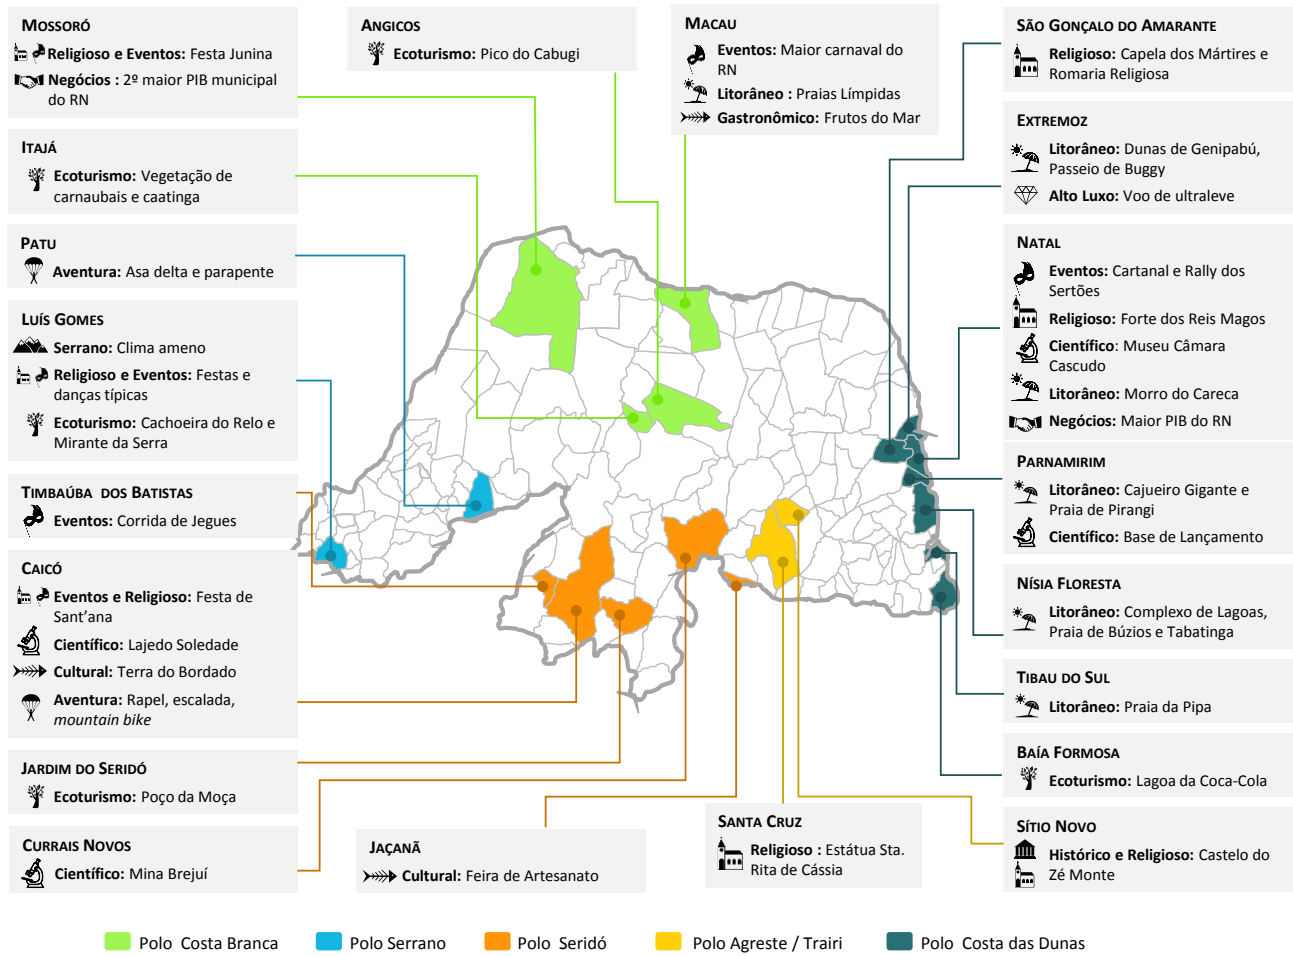 MOSSORÓ
Religioso e Eventos: Festa Junina
Negócios : 2º maior PIB municipal
do RN
ITAJÁ
Ecoturismo: Vegetação de
carnaubais e caatinga
PATU
Aventura: Asa delta e parapente
LUÍS GOMES
Serrano: Clima ameno
Religioso e Eventos: Festas e
danças típicas
Ecoturismo: Cachoeira do Relo e
Mirante da Serra
TIMBAÚBA DOS BATISTAS
Eventos: Corrida de Jegues
CAICÓ
Eventos e Religioso: Festa de
Sant'ana
Científico: Lajedo Soledade
Cultural: Terra do Bordado
Aventura: Rapel, escalada,
mountain bike
JARDIM DO SERIDÓ
Ecoturismo: Poço da Moça
CURRAIS NOVOS
Científico: Mina Brejuí
ANGICOS
Ecoturismo: Pico do Cabugi
MACAU
Eventos: Maior carnaval do
RN
Litorâneo : Praias Límpidas
Gastronômico: Frutos do Mar
JAÇANÃ
Cultural: Feira de Artesanato
SANTA CRUZ
Religioso : Estátua Sta.
Rita de Cássia
SÃO GONÇALO DO AMARANTE
Religioso: Capela dos Mártires e
Romaria Religiosa
EXTREMOZ
Litorâneo: Dunas de Genipabú,
Passeio de Buggy
Alto Luxo: Voo de ultraleve
NATAL
Eventos: Cartanal e Rally dos
Sertões
Religioso: Forte dos Reis Magos
Científico: Museu Câmara
Cascudo
Litorâneo: Morro do Careca
Negócios: Maior PIB do RN
PARNAMIRIM
Litorâneo: Cajueiro Gigante e
Praia de Pirangi
Científico: Base de Lançamento
NÍSIA FLORESTA
Litorâneo: Complexo de Lagoas,
Praia de Búzios e Tabatinga
TIBAU DO SUL
Litorâneo: Praia da Pipa
BAÍA FORMOSA
Ecoturismo: Lagoa da Coca-Cola
SÍTIO NOVO
Histórico e Religioso: Castelo do
Zé Monte
Polo Costa Branca
Polo Serrano
Polo Seridó
Polo Agreste / Trairi
Polo Costa das Dunas